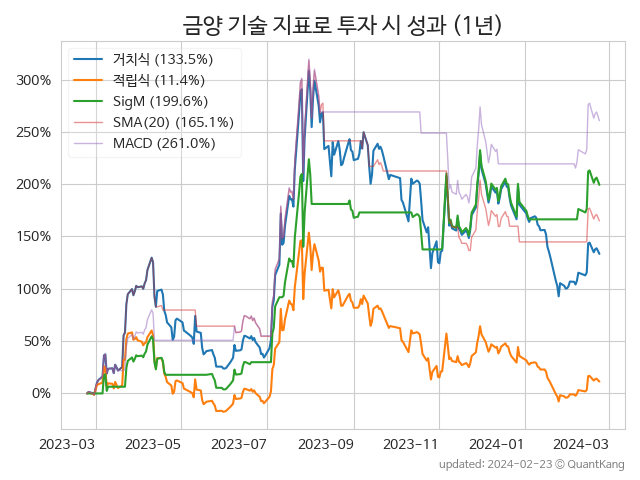 금양 기술 지표로 투자 시 성과 (1년)
거치식 (133.5%)
적립식 (11.4%)
SigM (199.6%)
SMA(20) (165.1%)
MACD (261.0%)
300%
250%
200%
150%
100%
50%
0%
2023-03 2023-05 2023-07 2023-09 2023-11 2024-01 2024-03
updated: 2024-02-23 ⓒ QuantKang